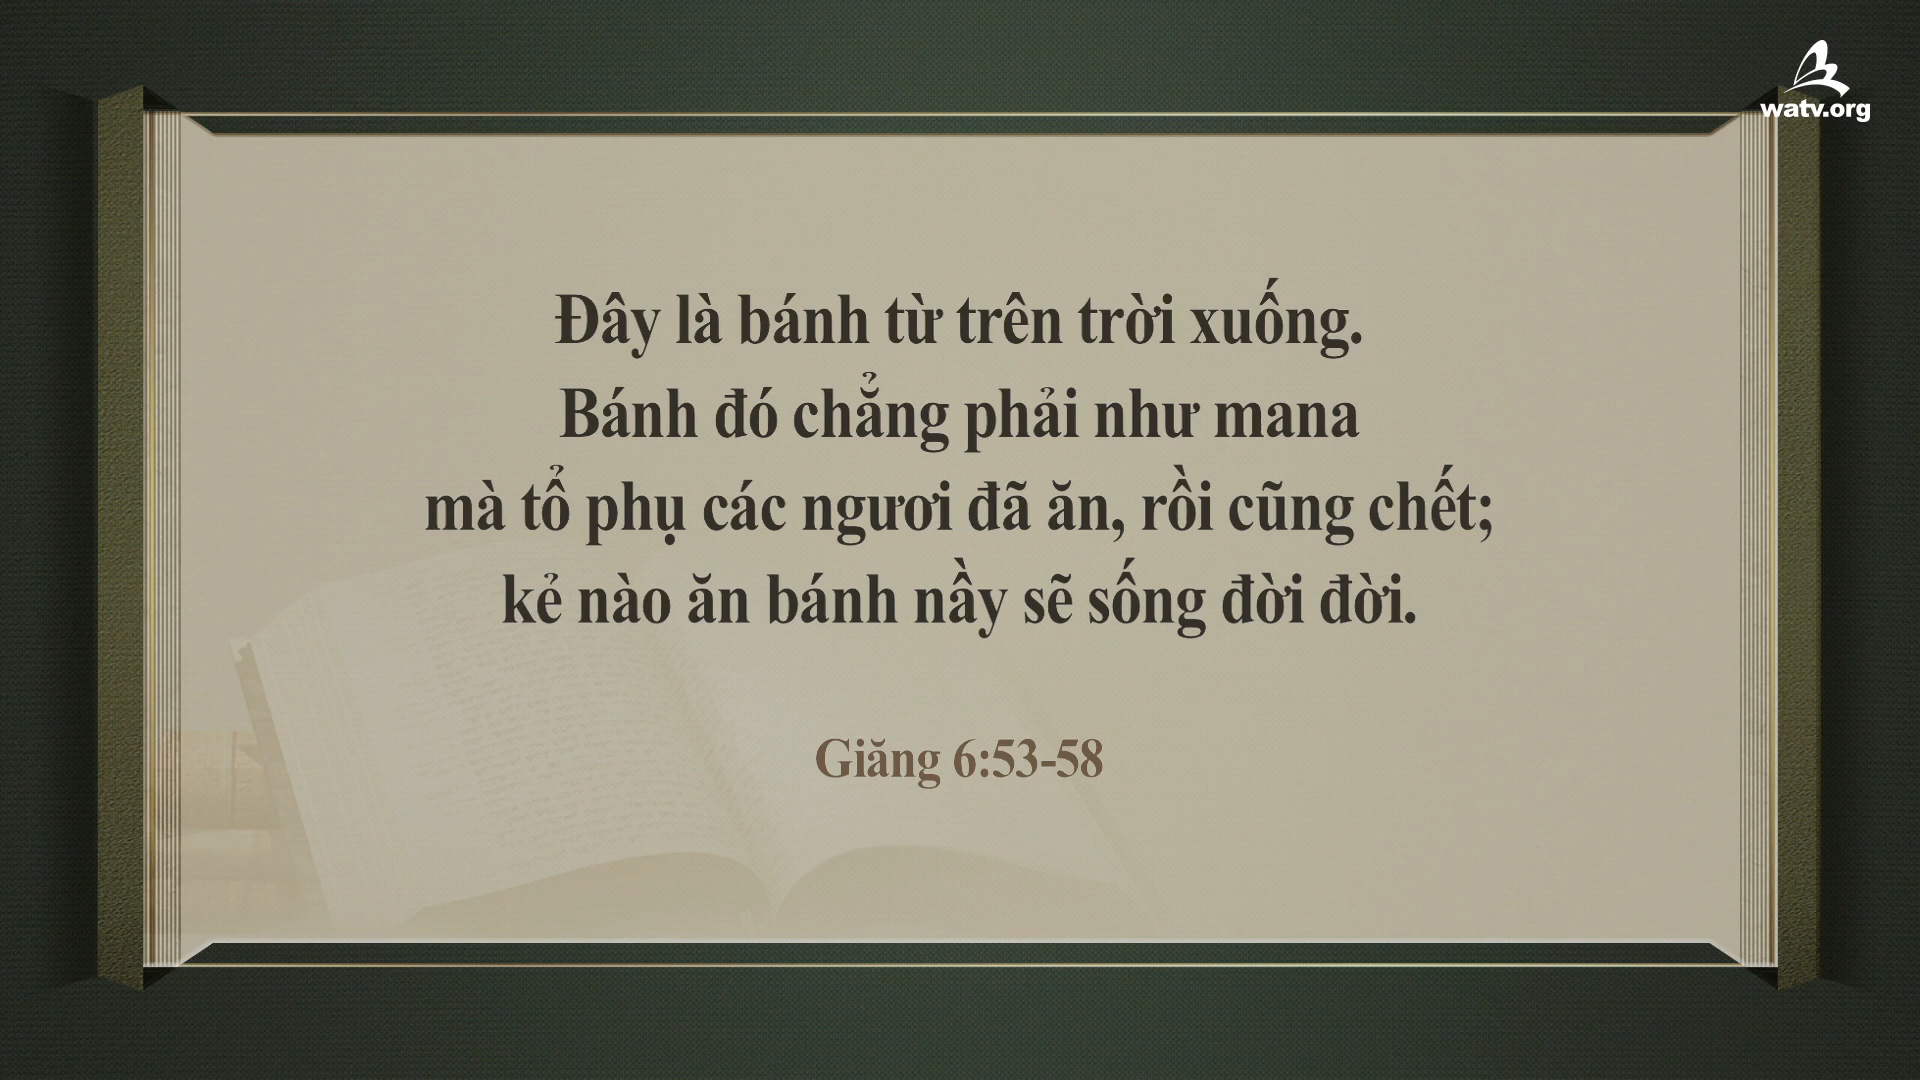 watv.org
Đây là bánh từ trên trời xuống.
Bánh đó chẳng phải như mana
mà tổ phụ các ngươi đã ăn, rồi cũng chết;
kẻ nào ăn bánh nầy sẽ sống đời đời.
Giăng 6:53-58